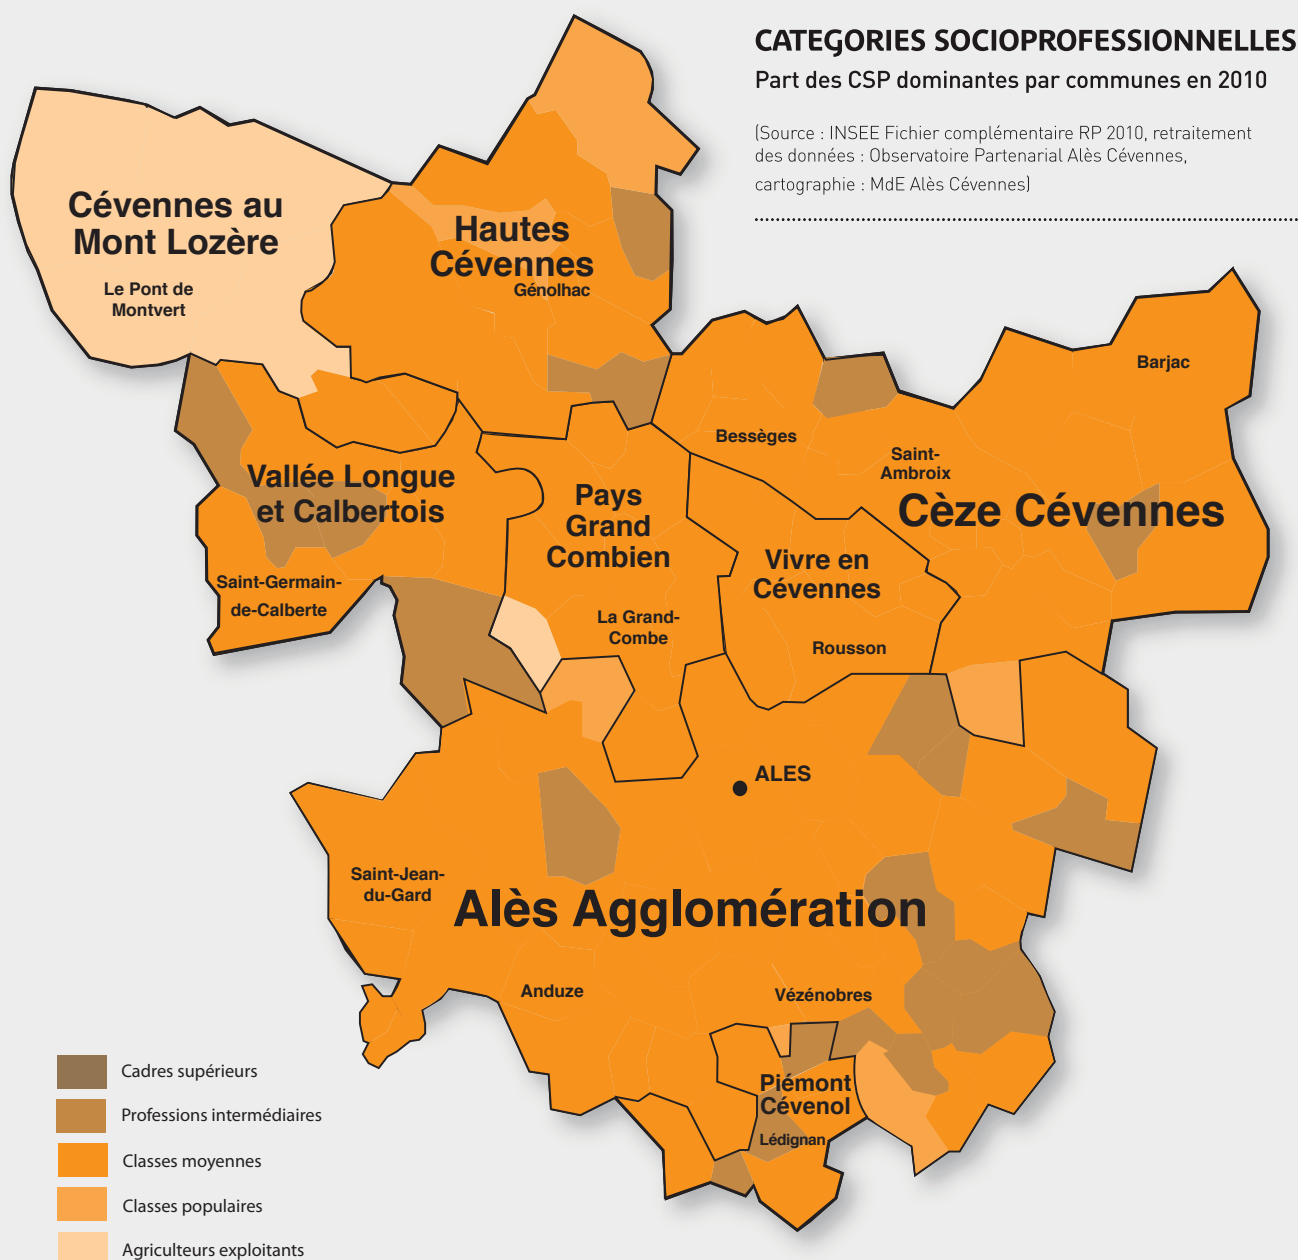 CATEGORIES SOCIOPROFESSIONNELLES
Part des CSP dominantes par communes en 2010
(Source : INSEE Fichier complémentaire RP 2010, retraitement
des données : Observatoire Partenarial Alès Cévennes,
cartographie : MdE Alès Cévennes)
Cévennes au
Mont Lozère
Le Pont de
Montvert
Hautes
Cévennes
Génolhac
Barjac
Bessèges
Saint-
Ambroix
Cèze Cévennes
Vallée Longue
et Calbertois
Saint-Germain-
de-Calberte
Pays
Grand
Combien
La Grand-
Combe
Vivre en
Cévennes
Rousson
ALES
Saint-Jean-
du-Gard
Alès Agglomération
Anduze
Vézénobres
Piémont
Cévenol
Lédignan
Cadres supérieurs
Professions intermédiaires
Classes moyennes
Classes populaires
Agriculteurs exploitants